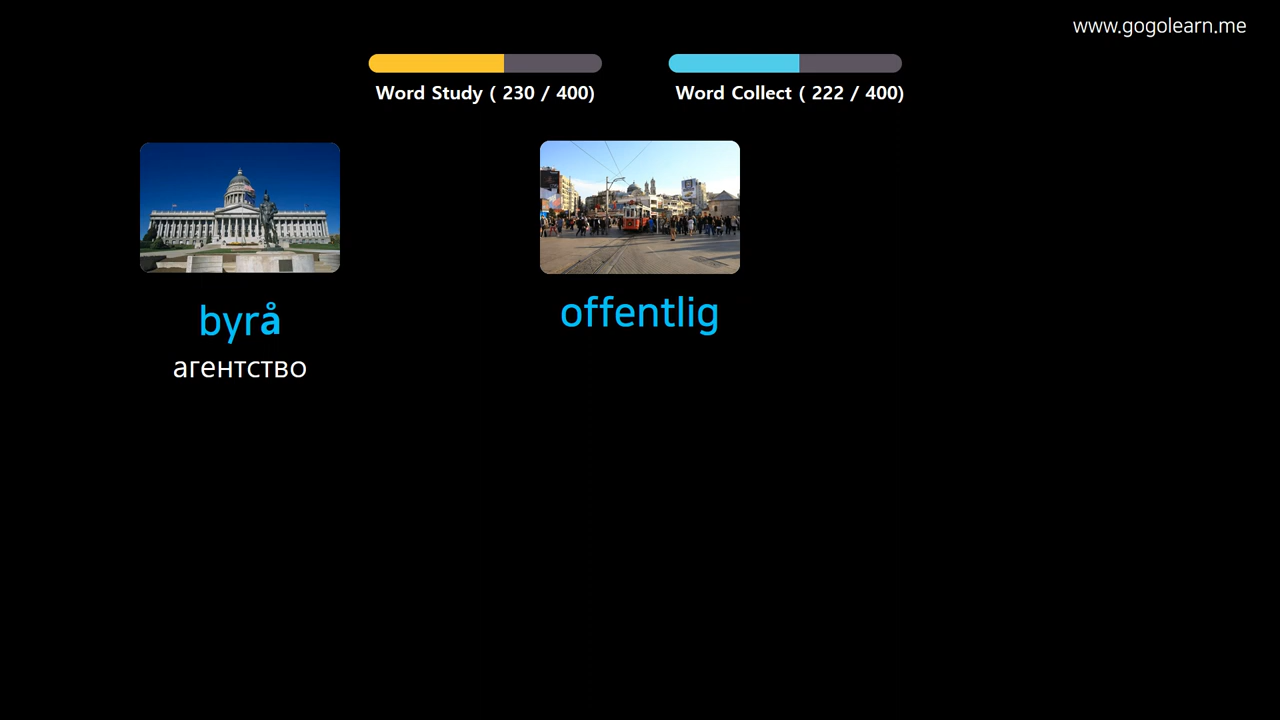 www.gogolearn.me
Word Study ( 230 / 400)
Word Collect ( 222 / 400)
byrå
агентство
offentlig